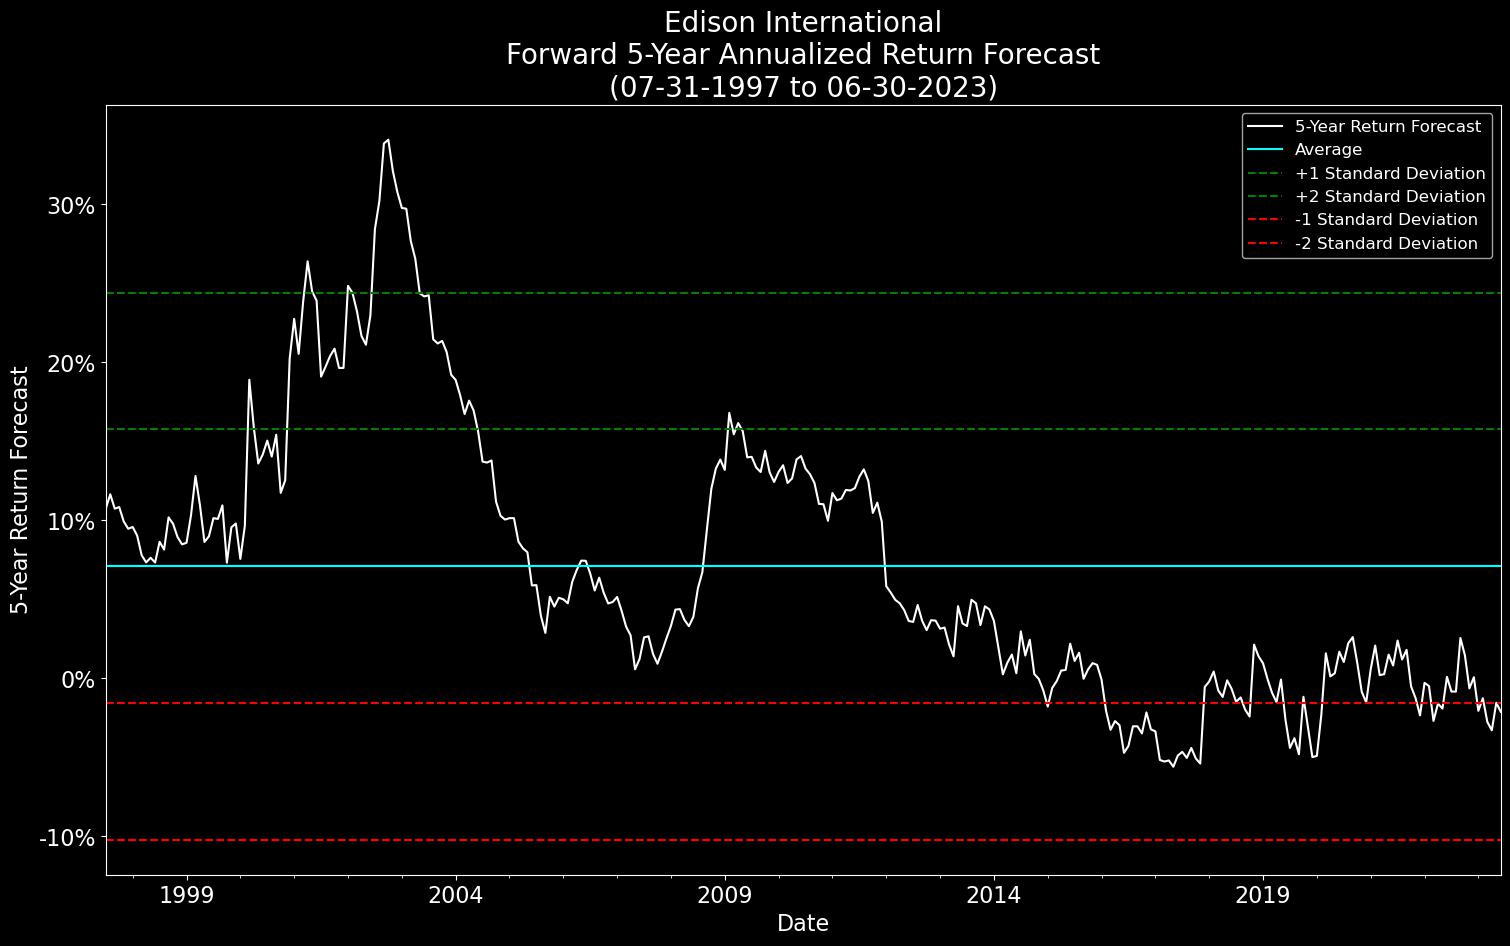 Edison International
Forward 5-Year Annualized Return Forecast
(07-31-1997 to 06-30-2023)
5-Year Return Forecast
Average
+1 Standard Deviation
+2 Standard Deviation
-1 Standard Deviation
-2 Standard Deviation
5-Year Return Forecast
30%
20%
10%
0%
-10%
1999
2004
2009
2014
2019
Date